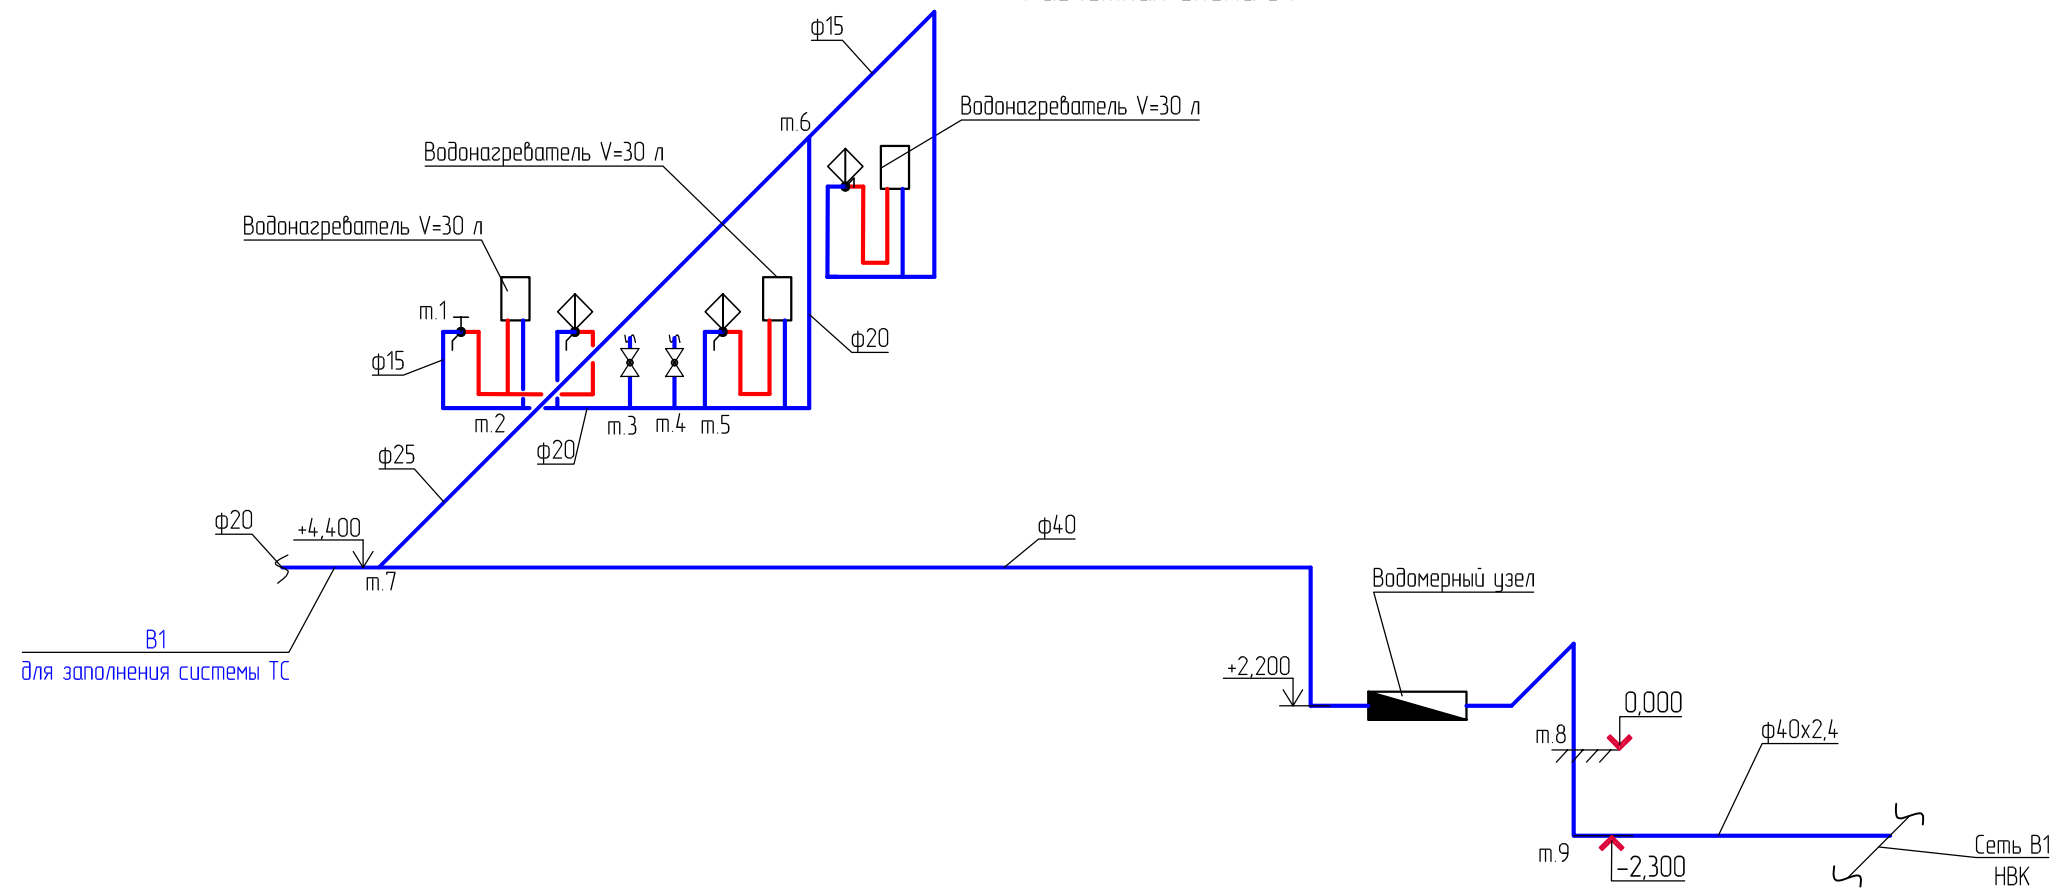 ф15
Водонагреватель V=30 л
т.6
Водонагреватель V=30 л
Водонагреватель V=30 л
т.1
ф15
ф20
т.2
т.3
т.4
т.5
ф20
ф25
ф20
+4,400
т.7
ф40
Водомерный узел
В1
для заполнения системы ТС
+2,200
0,000
т.8
ф40х2,4
т.9
-2,300
Сеть В1
НВК